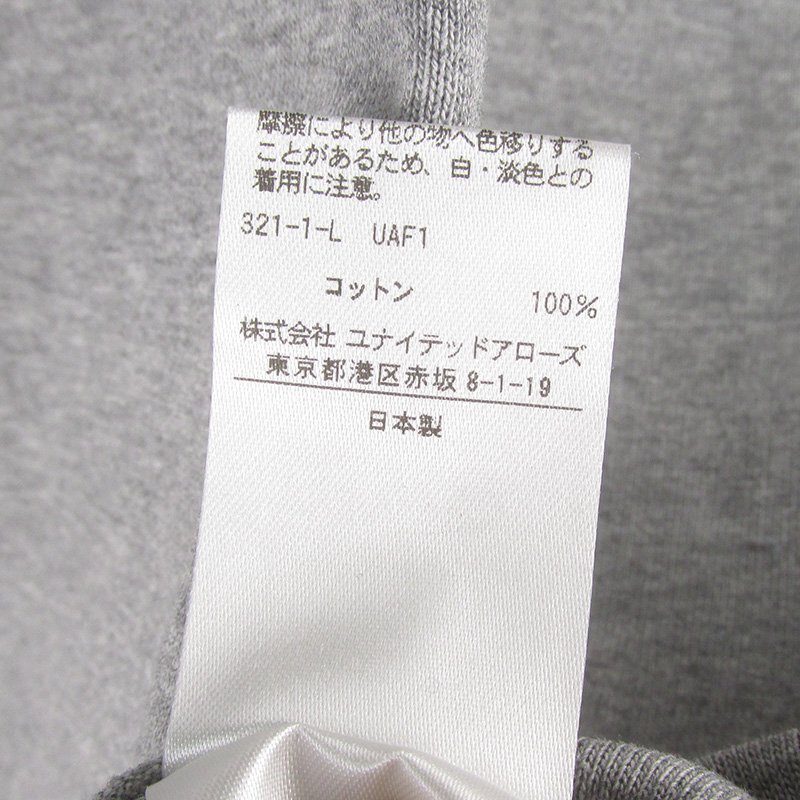 摩擦により他の物へ色移りする
ことがあるため、白・淡色との
着用に注意。
321-1-L UAF1
コットン 100%
株式会社 ユナイテッドアローズ
東京都港区赤坂 8-1-19
日本製